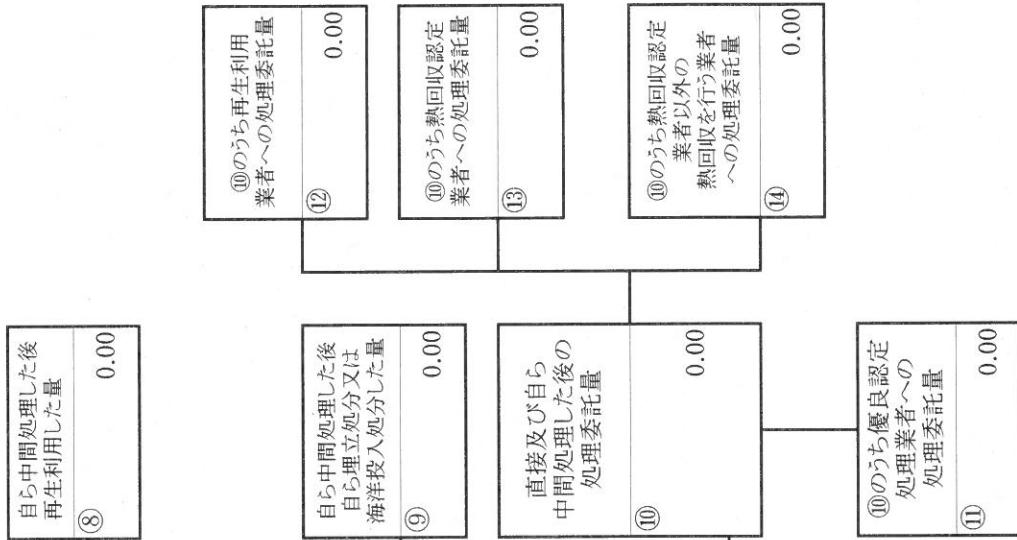 自ら中間処理した後
再生利用した量
⑧
0.00
自ら中間処理した後
自ら埋立処分又は
海洋投入処分した量
⑨
0.00
直接及び自ら
中間処理した後の
処理委託量
⑩
0.00
⑩のうち優良認定
処理業者への
処理委託量
⑪
0.00
⑩のうち再生利用
業者への処理委託量
⑫
0.00
⑩のうち熱回収認定
業者への処理委託量
⑬
0.00
⑩のうち熱回収認定
業者以外の
熱回収を行う業者
への処理委託量
⑭
0.00